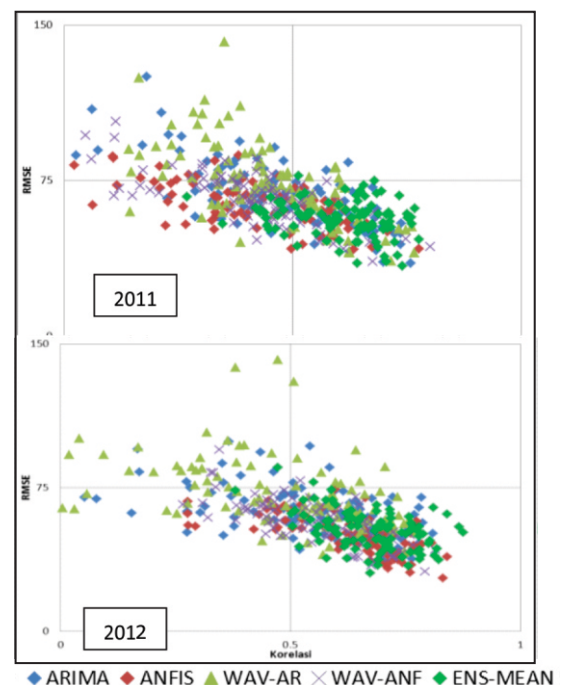 150
RMSE
75
2011
0
150
RMSE
75
2012
0
0 0.5 1
Korelasi
ARIMA ANFIS WAV-AR WAV-ANF ENS-MEAN